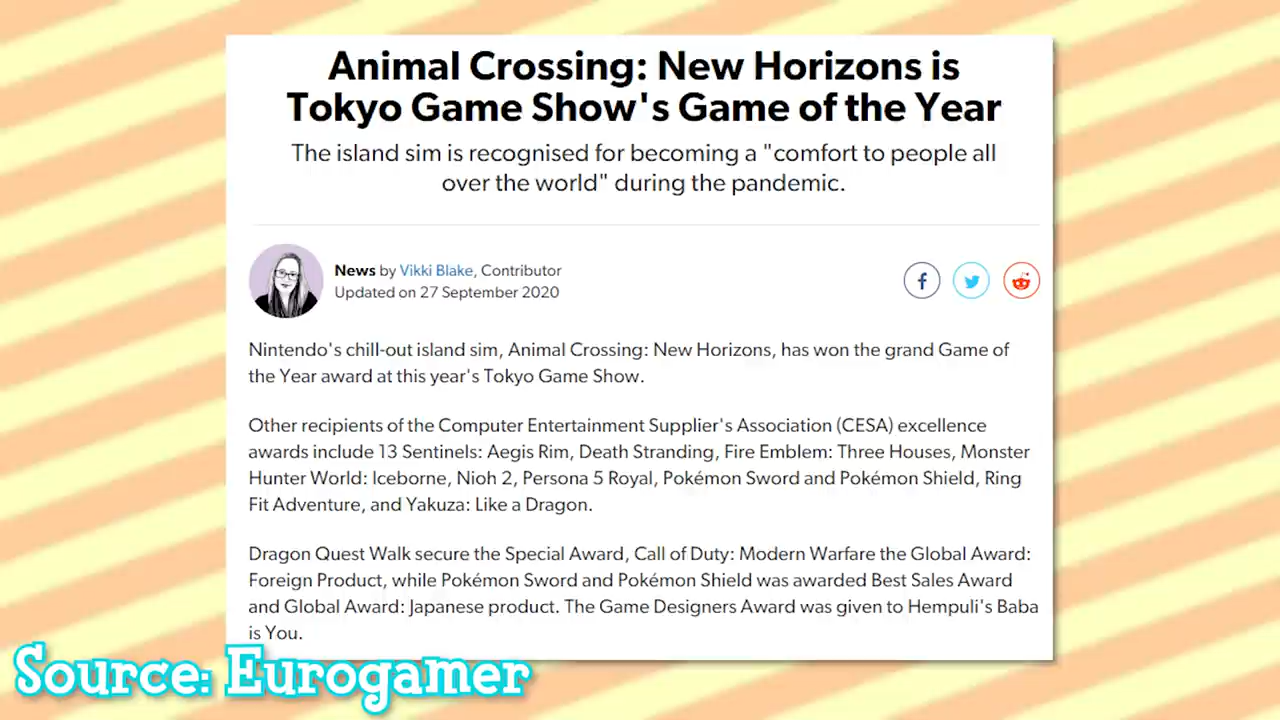 Animal Crossing: New Horizons is
Tokyo Game Show's Game of the Year
The island sim is recognised for becoming a "comfort to people all
over the world" during the pandemic.
News by Vikki Blake, Contributor
Updated on 27 September 2020
Nintendo's chill-out island sim, Animal Crossing: New Horizons, has won the grand Game of
the Year award at this year's Tokyo Game Show.
Other recipients of the Computer Entertainment Supplier's Association (CESA) excellence
awards include 13 Sentinels: Aegis Rim, Death Stranding, Fire Emblem: Three Houses, Monster
Hunter World: Iceborne, Nioh 2, Persona 5 Royal, Pokémon Sword and Pokémon Shield, Ring
Fit Adventure, and Yakuza: Like a Dragon.
Dragon Quest Walk secure the Special Award, Call of Duty: Modern Warfare the Global Award:
Foreign Product, while Pokémon Sword and Pokémon Shield was awarded Best Sales Award
and Global Award: Japanese product. The Game Designers Award was given to Hempuli's Baba
is You.
Source: Eurogamer